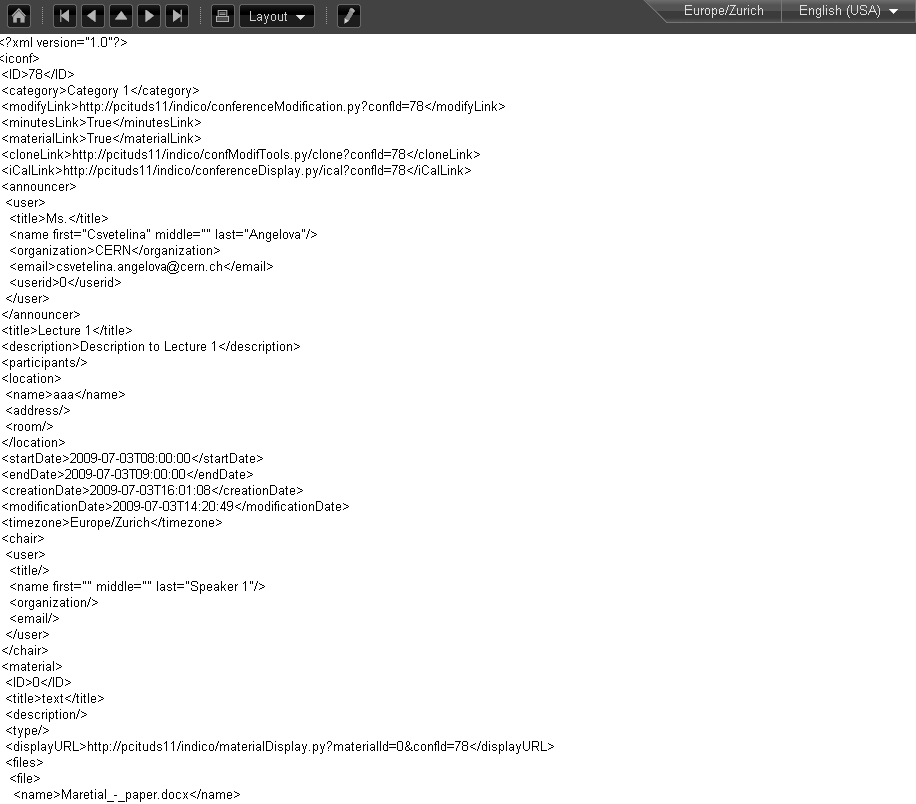 Layout
Europe/Zurich
English (USA)
<?xml version="1.0"?>
<iconf>
<ID>78</ID>
<category>Category 1</category>
<modifyLink>http://pcituds11/indico/conferenceModification.py?confId=78</modifyLink>
<minutesLink>True</minutesLink>
<materialLink>True</materialLink>
<cloneLink>http://pcituds11/indico/confModifTools.py/clone?confId=78</cloneLink>
<iCalLink>http://pcituds11/indico/conferenceDisplay.py/ical?confId=78</iCalLink>
<announcer>
<user>
<title>Ms.</title>
<name first="Csvetelina" middle="" last="Angelova"/>
<organization>CERN</organization>
<email>csvetelina.angelova@cern.ch</email>
<userid>0</userid>
</user>
</announcer>
<title>Lecture 1</title>
<description>Description to Lecture 1</description>
<participants/>
<location>
<name>aaa</name>
<address/>
<room/>
</location>
<startDate>2009-07-03T08:00:00</startDate>
<endDate>2009-07-03T09:00:00</endDate>
<creationDate>2009-07-03T16:01:08</creationDate>
<modificationDate>2009-07-03T14:20:49</modificationDate>
<timezone>Europe/Zurich</timezone>
<chair>
<user>
<title/>
<name first="" middle="" last="Speaker 1"/>
<organization/>
<email/>
</user>
</chair>
<material>
<ID>0</ID>
<title>text</title>
<description/>
<type/>
<displayURL>http://pcituds11/indico/materialDisplay.py?materialId=0&confId=78</displayURL>
<files>
<file>
<name>Maretial_-_paper.docx</name>